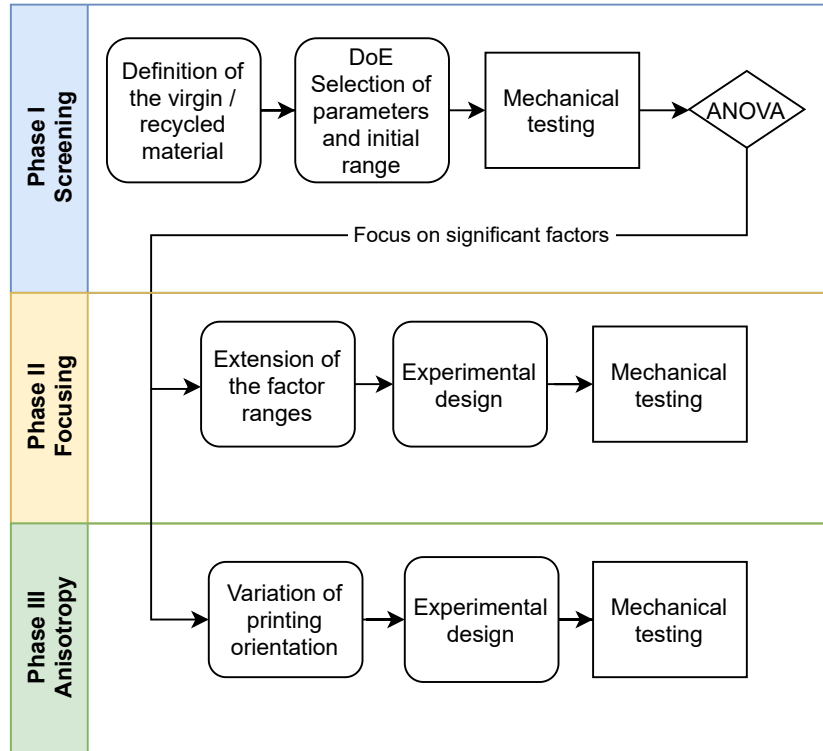 Phase I
Screening
Definition of
the virgin /
recycled
material
DoE
Selection of
parameters
and initial
range
Mechanical
testing
ANOVA
Focus on significant factors
Phase II
Focusing
Extension of
the factor
ranges
Experimental
design
Mechanical
testing
Phase III
Anisotropy
Variation of
printing
orientation
Experimental
design
Mechanical
testing